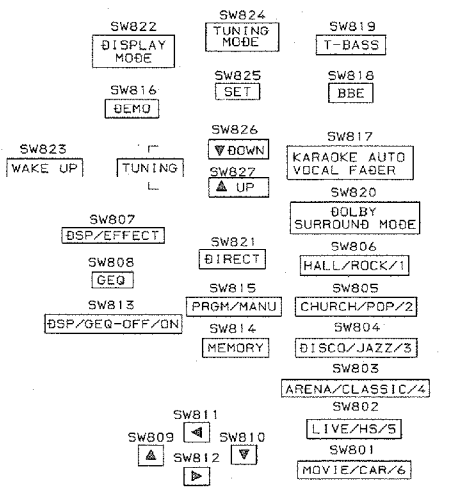 SW822
DISPLAY
MODE
SW824
TUNING
MODE
SW819
T-BASS
SW816
DEMO
SW825
SET
SW818
BBE
SW823
WAKE UP
TUNING
SW826
▼DOWN
SW827
▲ UP
SW817
KARAOKE AUTO
VOCAL FADER
SW820
DOLBY
SURROUND MODE
SW807
DSP/EFFECT
SW808
GEQ
SW813
DSP/GEQ-OFF/ON
SW821
DIRECT
SW815
PRGM/MANU
SW814
MEMORY
SW806
HALL/ROCK/1
SW805
CHURCH/POP/2
SW804
DISCO/JAZZ/3
SW803
ARENA/CLASSIC/4
SW802
LIVE/HS/5
SW801
MOVIE/CAR/6
SW811
◀
SW809
▲
SW810
▼
SW812
▶